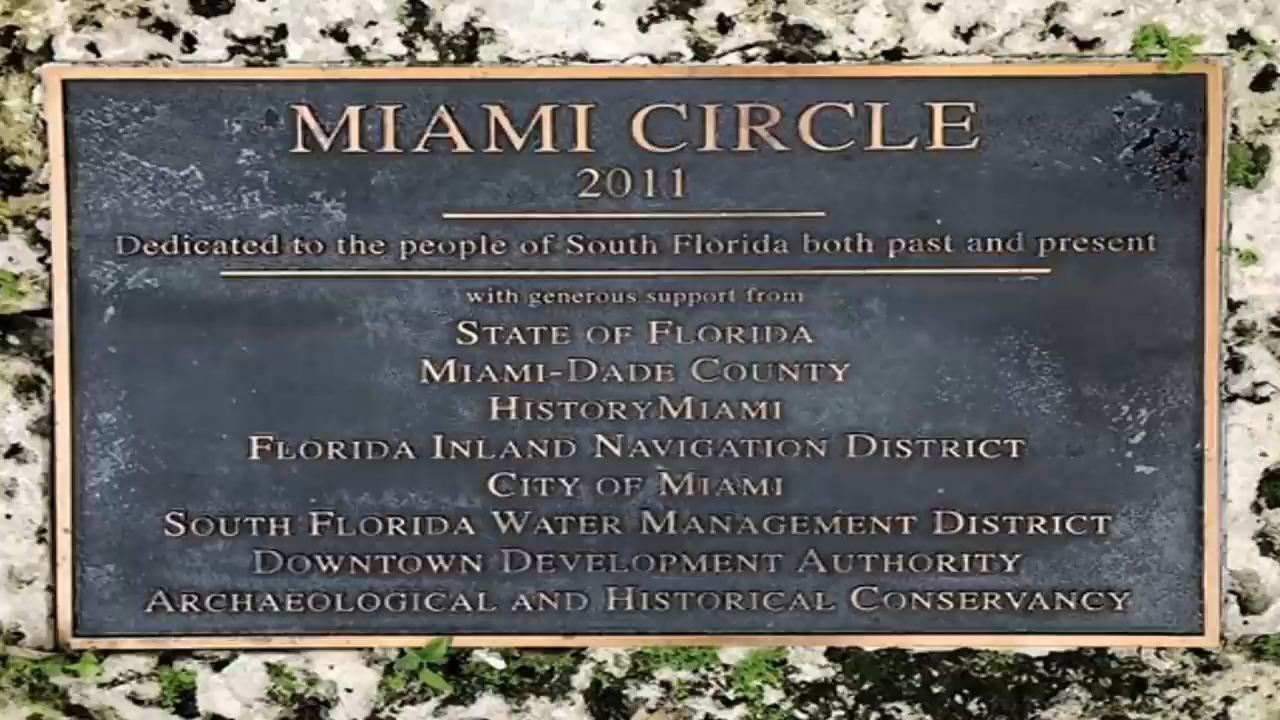 MIAMI CIRCLE
2011
Dedicated to the people of South Florida both past and present
with generous support from
STATE OF FLORIDA
MIAMI-DADE COUNTY
HISTORYMIAMI
FLORIDA INLAND NAVIGATION DISTRICT
CITY OF MIAMI
SOUTH FLORIDA WATER MANAGEMENT DISTRICT
DOWNTOWN DEVELOPMENT AUTHORITY
ARCHAEOLOGICAL AND HISTORICAL CONSERVANCY